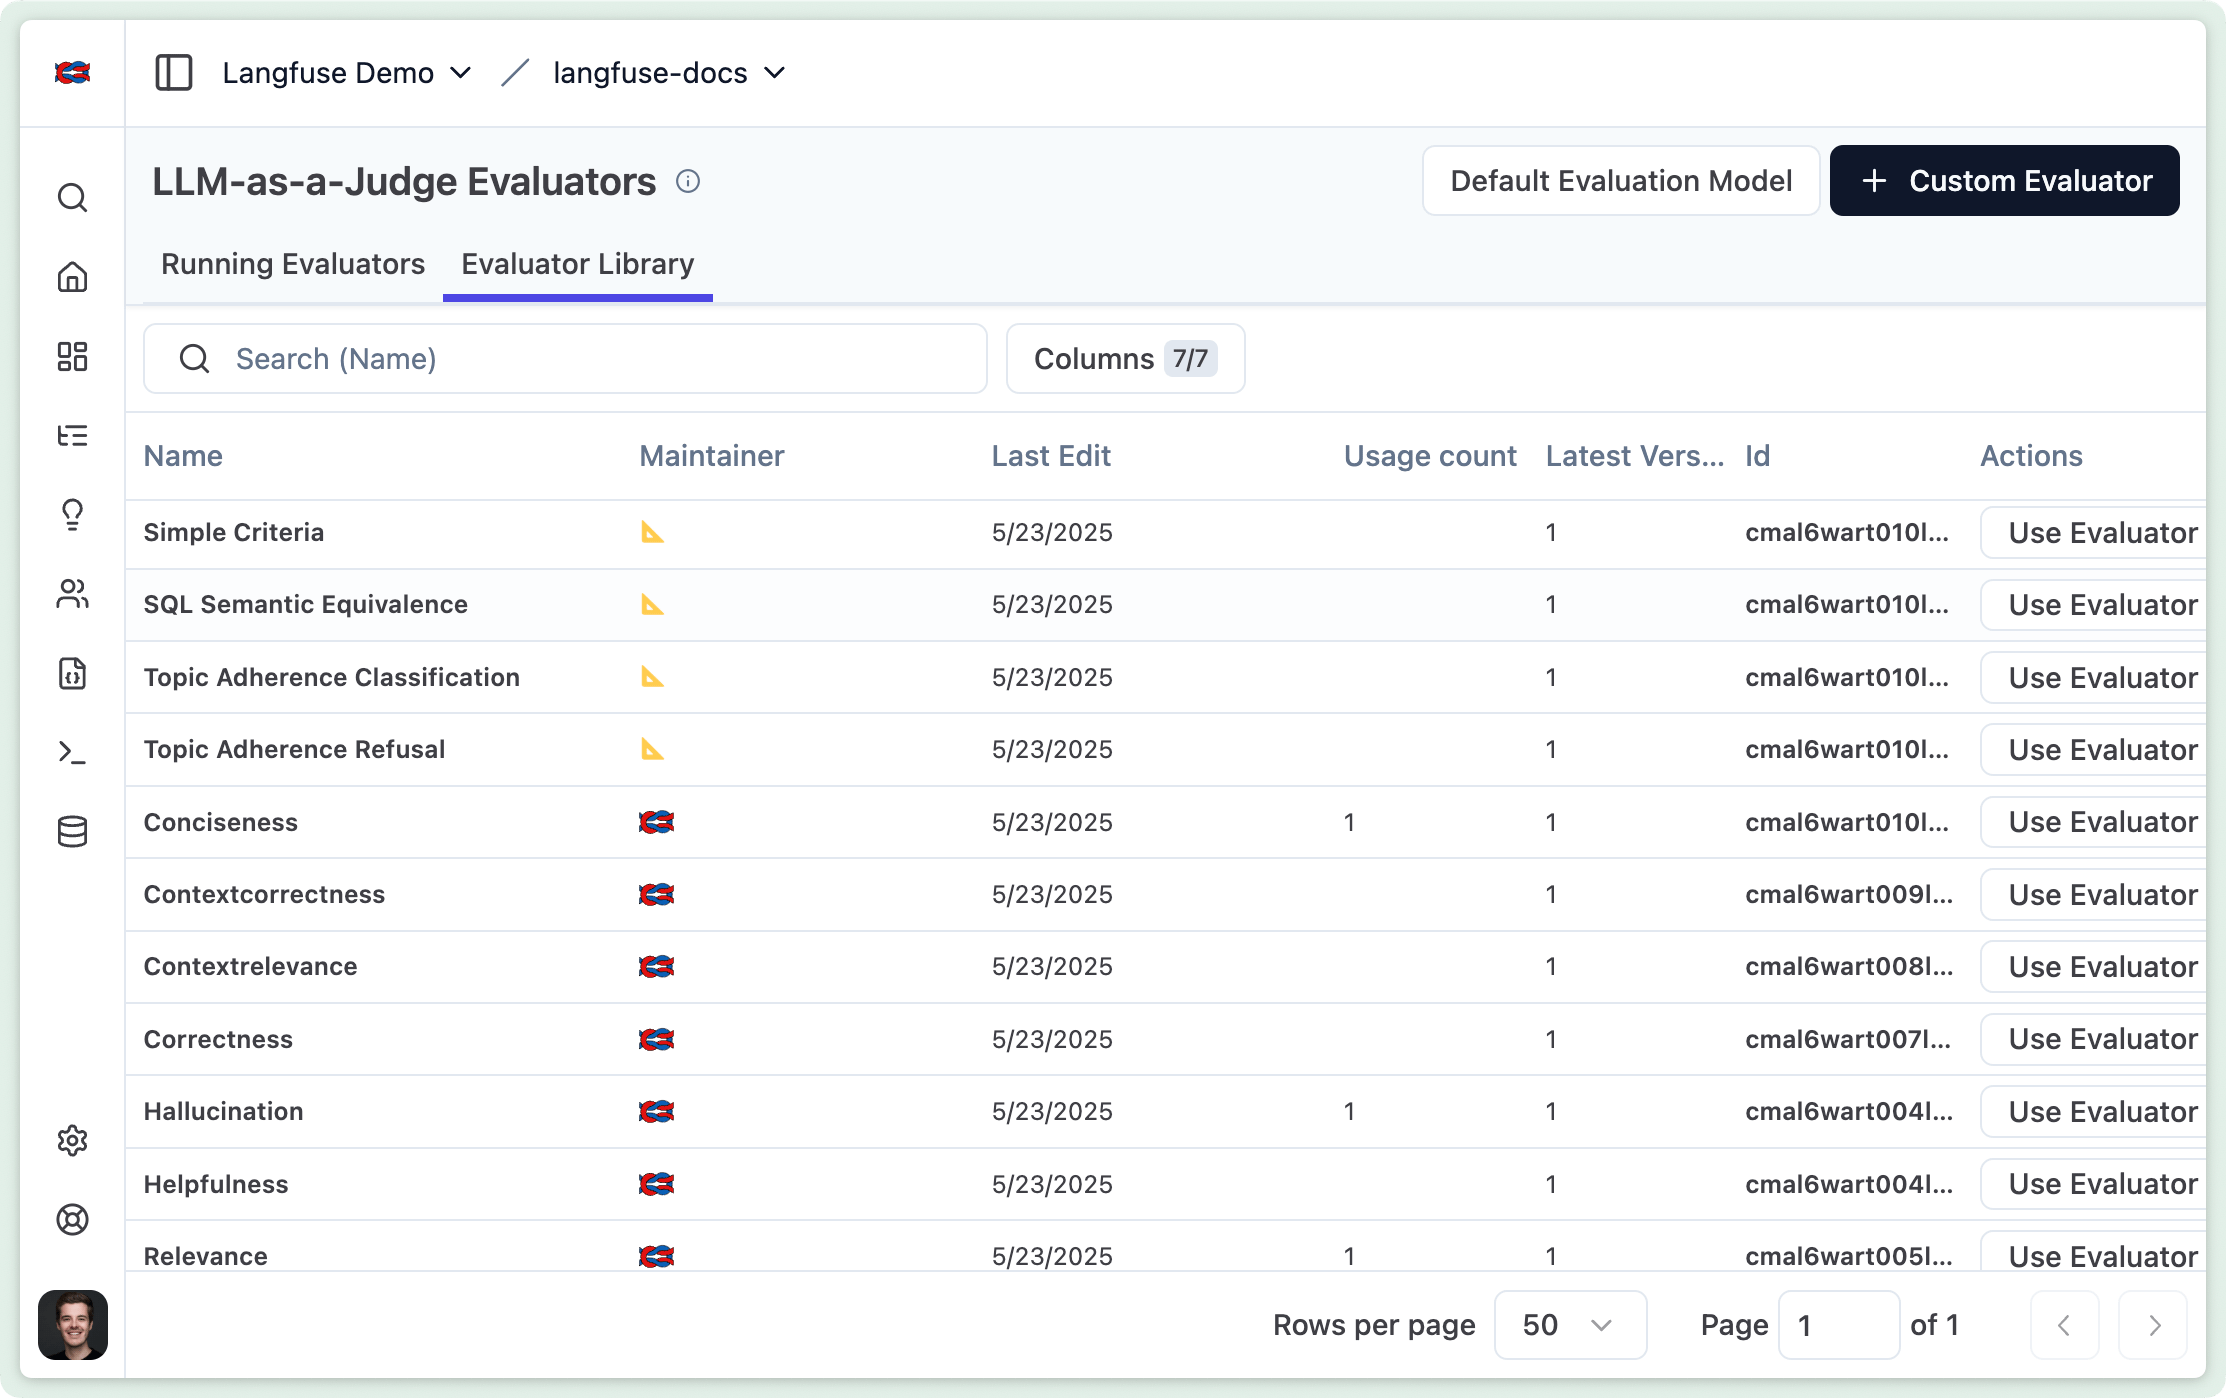 Langfuse Demo / langfuse-docs
LLM-as-a-Judge Evaluators
Default Evaluation Model
+ Custom Evaluator
Running Evaluators Evaluator Library
Search (Name)
Columns 7/7
Name Maintainer Last Edit Usage count Latest Vers... Id Actions
Simple Criteria 5/23/2025 1 cmal6wart010l... Use Evaluator
SQL Semantic Equivalence 5/23/2025 1 cmal6wart010l... Use Evaluator
Topic Adherence Classification 5/23/2025 1 cmal6wart010l... Use Evaluator
Topic Adherence Refusal 5/23/2025 1 cmal6wart010l... Use Evaluator
Conciseness 5/23/2025 1 1 cmal6wart010l... Use Evaluator
Contextcorrectness 5/23/2025 1 cmal6wart009l... Use Evaluator
Contextrelevance 5/23/2025 1 cmal6wart008l... Use Evaluator
Correctness 5/23/2025 1 cmal6wart007l... Use Evaluator
Hallucination 5/23/2025 1 1 cmal6wart004l... Use Evaluator
Helpfulness 5/23/2025 1 cmal6wart004l... Use Evaluator
Relevance 5/23/2025 1 1 cmal6wart005l... Use Evaluator
Rows per page 50 Page 1 of 1